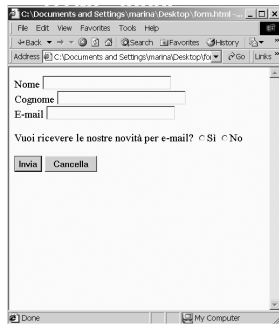 C:\Documents and Settings\marina\Desktop\form.html - ...
File Edit View Favorites Tools Help
Back Search Favorites History
Address C:\Documents and Settings\marina\Desktop\fo Go Links »
Nome
Cognome
E-mail
Vuoi ricevere le nostre novità per e-mail? Sì No
Invia Cancella
Done My Computer